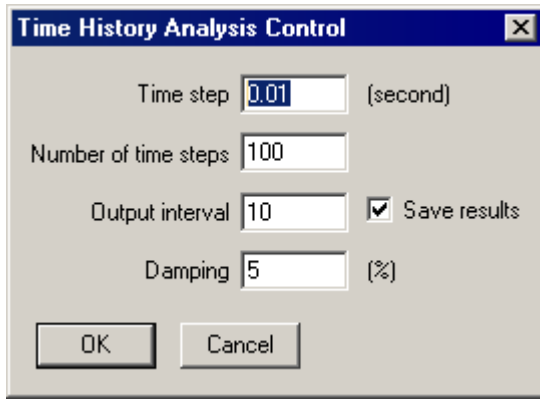 Time History Analysis Control
Time step 0.01 (second)
Number of time steps 100
Output interval 10 Save results
Damping 5 (%)
OK Cancel